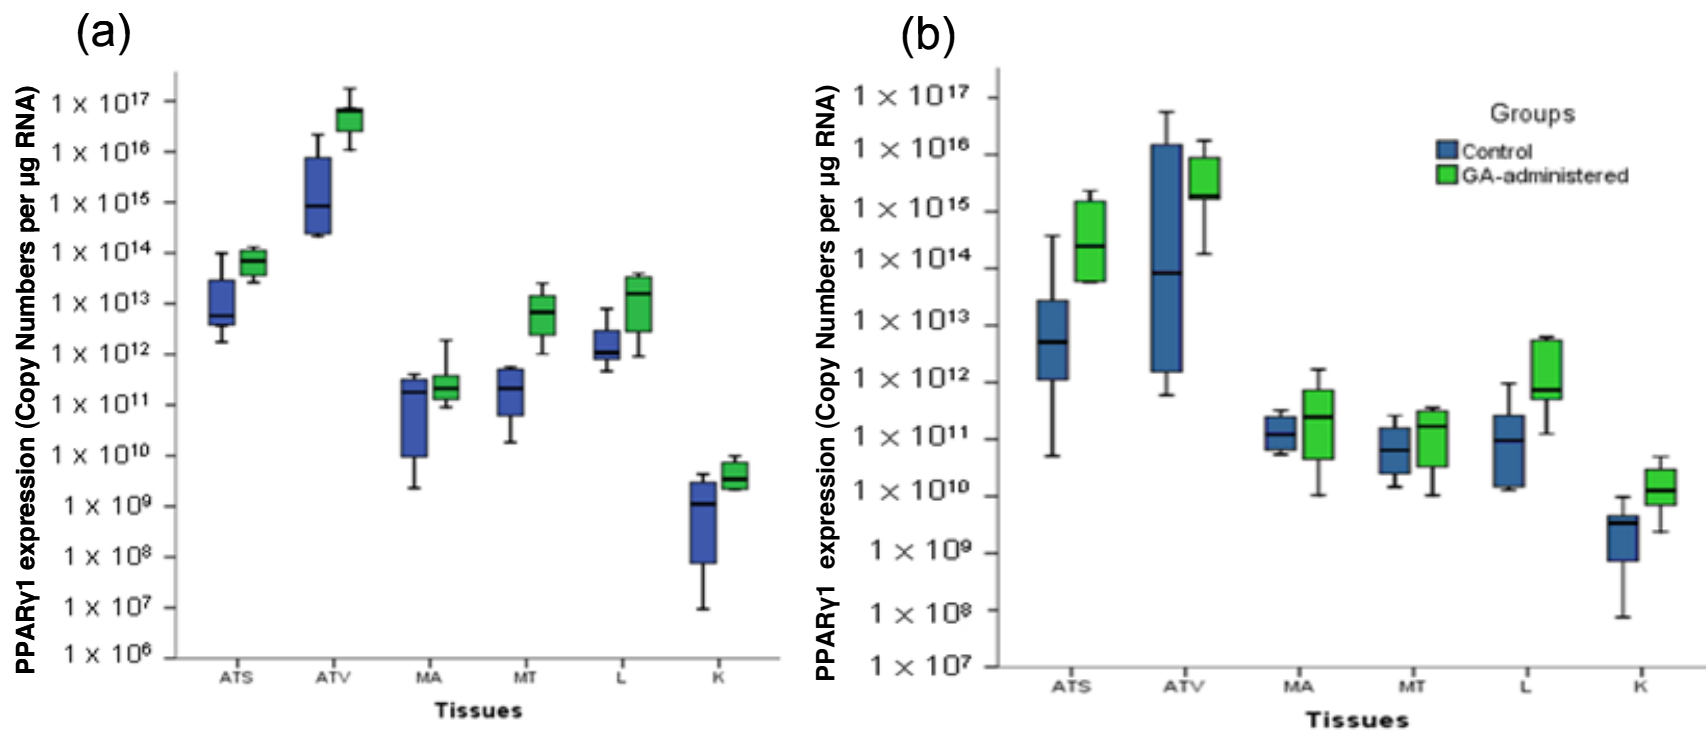 (a)
PPARγ1 expression (Copy Numbers per µg RNA)
1 x 10¹⁷
1 x 10¹⁶
1 x 10¹⁵
1 x 10¹⁴
1 x 10¹³
1 x 10¹²
1 x 10¹¹
1 x 10¹⁰
1 x 10⁹
1 x 10⁸
1 x 10⁷
1 x 10⁶
ATS ATV MA MT L K
Tissues
(b)
PPARγ1 expression (Copy Numbers per µg RNA)
1 × 10¹⁷
1 × 10¹⁶
1 × 10¹⁵
1 × 10¹⁴
1 × 10¹³
1 × 10¹²
1 × 10¹¹
1 × 10¹⁰
1 × 10⁹
1 × 10⁸
1 × 10⁷
Groups
Control
GA-administered
ATS ATV MA MT L K
Tissues